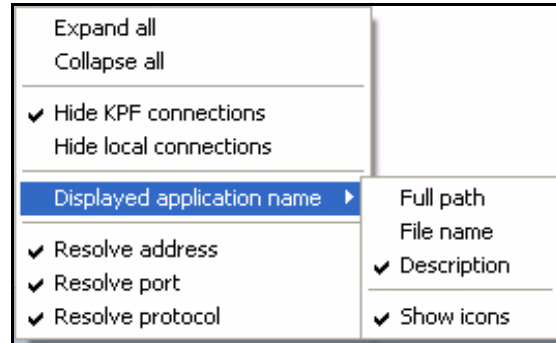 Expand all
Collapse all
Hide KPF connections
Hide local connections
Displayed application name
Full path
File name
Description
Show icons
Resolve address
Resolve port
Resolve protocol